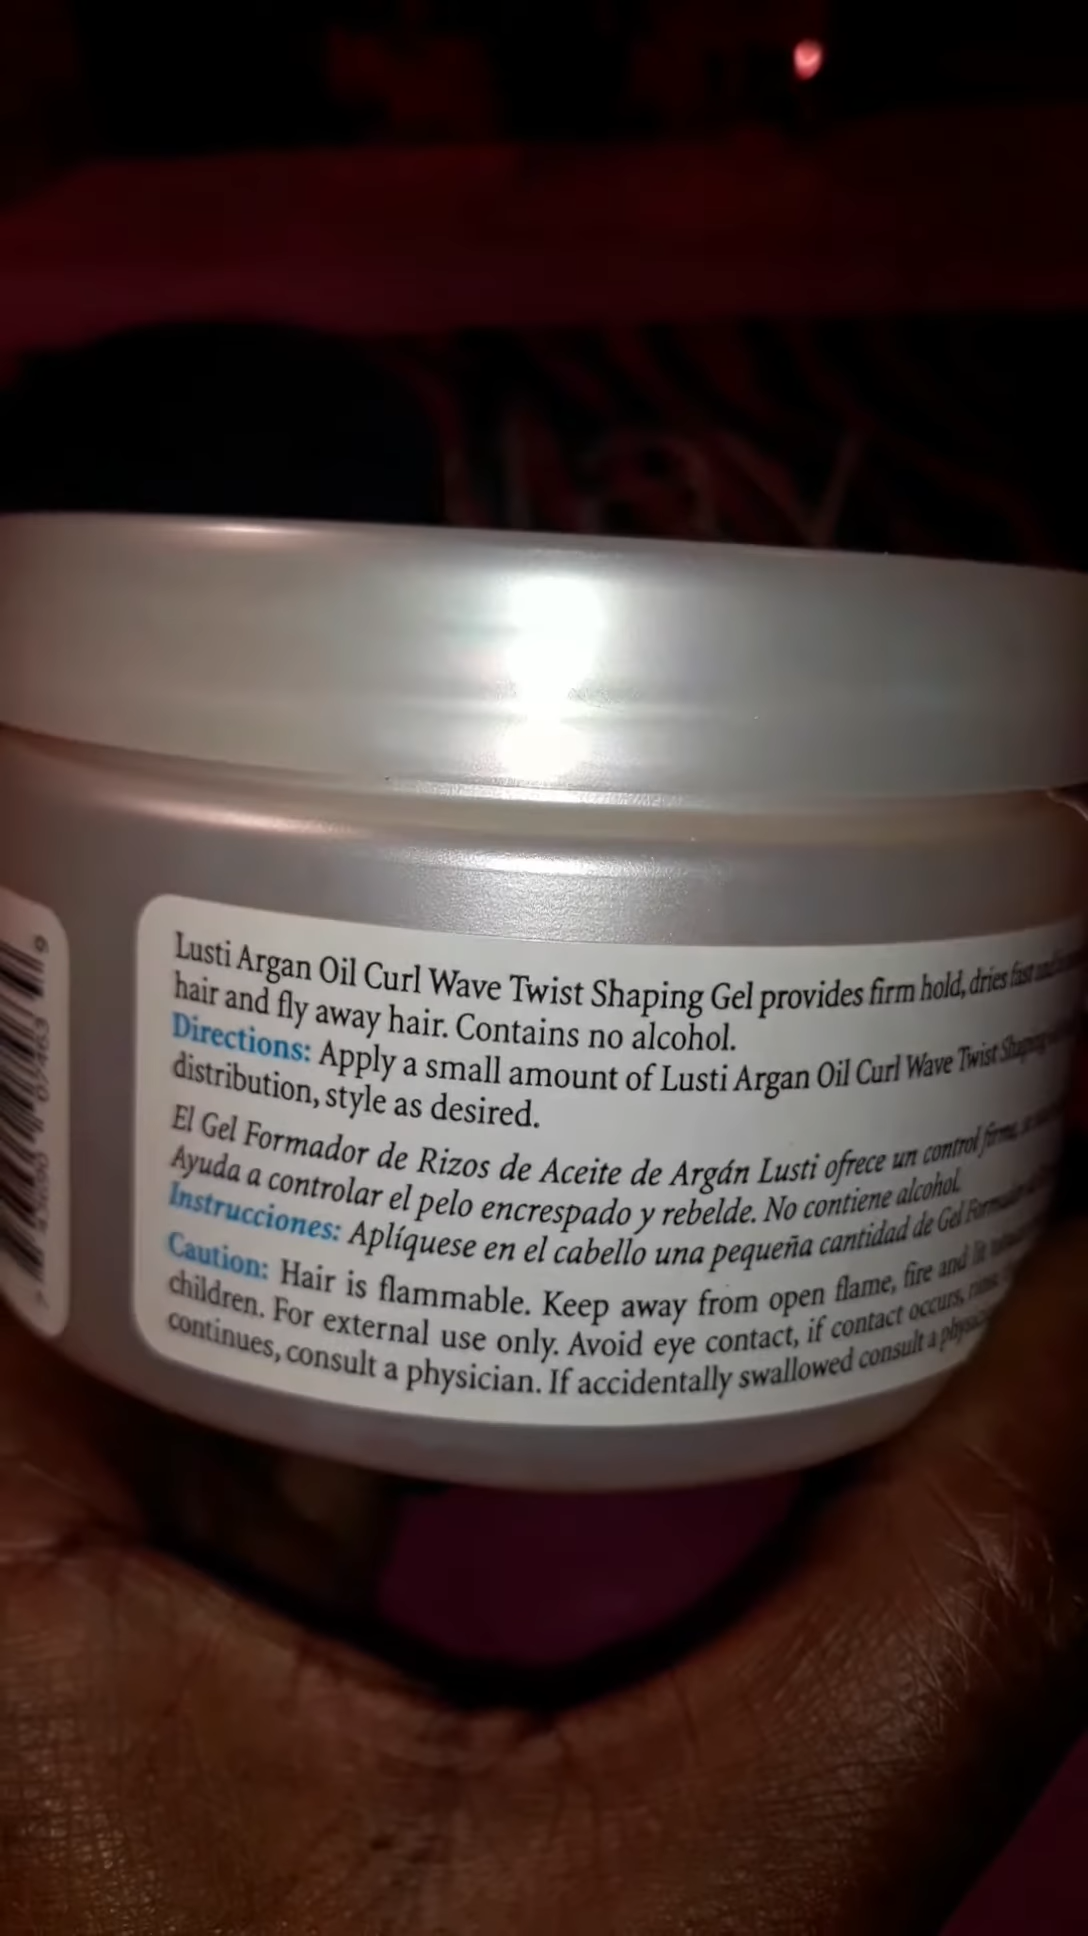 Lusti Argan Oil Curl Wave Twist Shaping Gel provides firm hold, dries fast and
hair and fly away hair. Contains no alcohol.
Directions: Apply a small amount of Lusti Argan Oil Curl Wave Twist Shaping
distribution, style as desired.
El Gel Formador de Rizos de Aceite de Argán Lusti ofrece un control firme,
Ayuda a controlar el pelo encrespado y rebelde. No contiene alcohol.
Instrucciones: Aplíquese en el cabello una pequeña cantidad de Gel Formador
Caution: Hair is flammable. Keep away from open flame, fire and lit
children. For external use only. Avoid eye contact, if contact occurs,
continues, consult a physician. If accidentally swallowed consult a